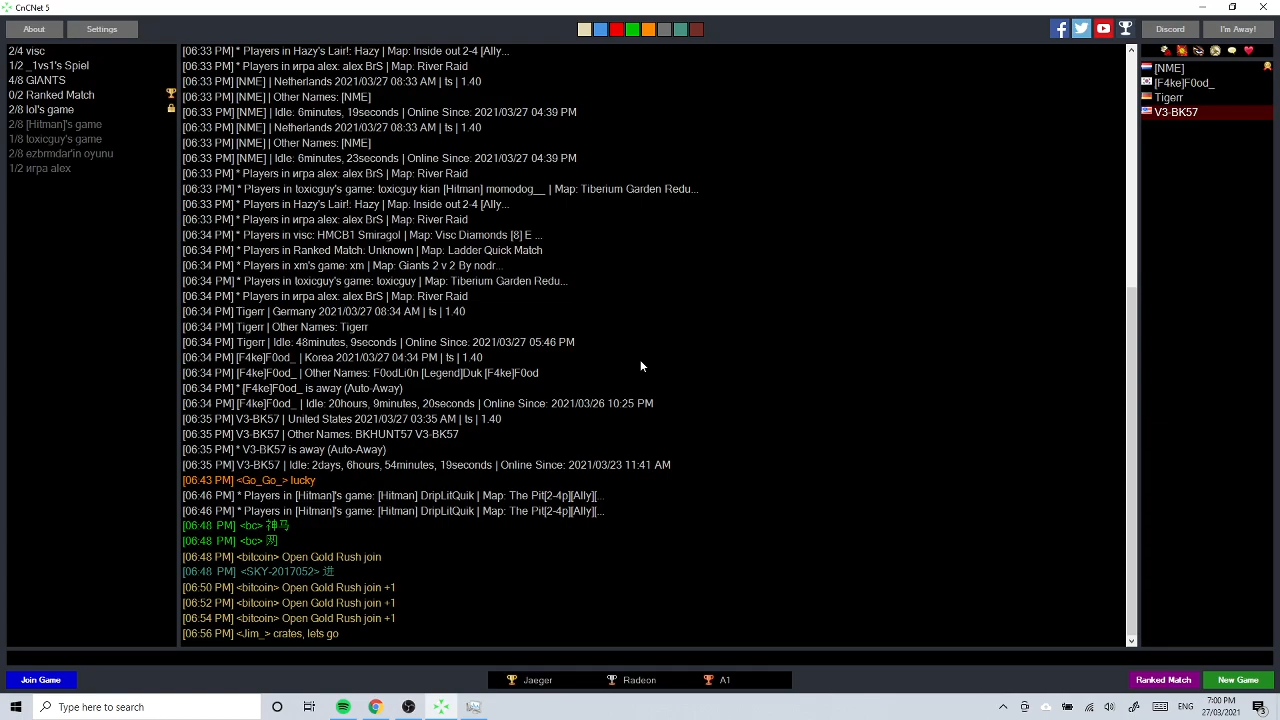 CnCNet 5
About
Settings
Discord
I'm Away!
2/4 visc
1/2 _1vs1's Spiel
4/8 GIANTS
0/2 Ranked Match
2/8 lol's game
2/8 [Hitman]'s game
1/8 toxicguy's game
2/8 ezbrmdar'in oyunu
1/2 игра alex
[06:33 PM] * Players in Hazy's Lair!: Hazy | Map: Inside out 2-4 [Ally...
[06:33 PM] * Players in игра alex: alex BrS | Map: River Raid
[06:33 PM] [NME] | Netherlands 2021/03/27 08:33 AM | ts | 1.40
[06:33 PM] [NME] | Other Names: [NME]
[06:33 PM] [NME] | Idle: 6minutes, 19seconds | Online Since: 2021/03/27 04:39 PM
[06:33 PM] [NME] | Netherlands 2021/03/27 08:33 AM | ts | 1.40
[06:33 PM] [NME] | Other Names: [NME]
[06:33 PM] [NME] | Idle: 6minutes, 23seconds | Online Since: 2021/03/27 04:39 PM
[06:33 PM] * Players in игра alex: alex BrS | Map: River Raid
[06:33 PM] * Players in toxicguy's game: toxicguy kian [Hitman] momodog__ | Map: Tiberium Garden Redu...
[06:33 PM] * Players in Hazy's Lair!: Hazy | Map: Inside out 2-4 [Ally...
[06:33 PM] * Players in игра alex: alex BrS | Map: River Raid
[06:34 PM] * Players in visc: HMCB1 Smiragol | Map: Visc Diamonds [8] E ...
[06:34 PM] * Players in Ranked Match: Unknown | Map: Ladder Quick Match
[06:34 PM] * Players in xm's game: xm | Map: Giants 2 v 2 By nodr...
[06:34 PM] * Players in toxicguy's game: toxicguy | Map: Tiberium Garden Redu...
[06:34 PM] * Players in игра alex: alex BrS | Map: River Raid
[06:34 PM] Tigerr | Germany 2021/03/27 08:34 AM | ts | 1.40
[06:34 PM] Tigerr | Other Names: Tigerr
[06:34 PM] Tigerr | Idle: 48minutes, 9seconds | Online Since: 2021/03/27 05:46 PM
[06:34 PM] [F4ke]F0od_ | Korea 2021/03/27 04:34 PM | ts | 1.40
[06:34 PM] [F4ke]F0od_ | Other Names: F0odLi0n [Legend]Duk [F4ke]F0od
[06:34 PM] * [F4ke]F0od_ is away (Auto-Away)
[06:34 PM] [F4ke]F0od_ | Idle: 20hours, 9minutes, 20seconds | Online Since: 2021/03/26 10:25 PM
[06:35 PM] V3-BK57 | United States 2021/03/27 03:35 AM | ts | 1.40
[06:35 PM] V3-BK57 | Other Names: BKHUNT57 V3-BK57
[06:35 PM] * V3-BK57 is away (Auto-Away)
[06:35 PM] V3-BK57 | Idle: 2days, 6hours, 54minutes, 19seconds | Online Since: 2021/03/23 11:41 AM
[06:43 PM] <Go_Go_> lucky
[06:46 PM] * Players in [Hitman]'s game: [Hitman] DripLitQuik | Map: The Pit[2-4p][Ally][...
[06:46 PM] * Players in [Hitman]'s game: [Hitman] DripLitQuik | Map: The Pit[2-4p][Ally][...
[06:48 PM] <bc> 神马
[06:48 PM] <bc> 网
[06:48 PM] <bitcoin> Open Gold Rush join
[06:48 PM] <SKY-2017052> 进
[06:50 PM] <bitcoin> Open Gold Rush join +1
[06:52 PM] <bitcoin> Open Gold Rush join +1
[06:54 PM] <bitcoin> Open Gold Rush join +1
[06:56 PM] <Jim_> crates, lets go
[NME]
[F4ke]F0od_
Tigerr
V3-BK57
Join Game
Jaeger
Radeon
A1
Ranked Match
New Game
Type here to search
ENG
7:00 PM
27/03/2021
3